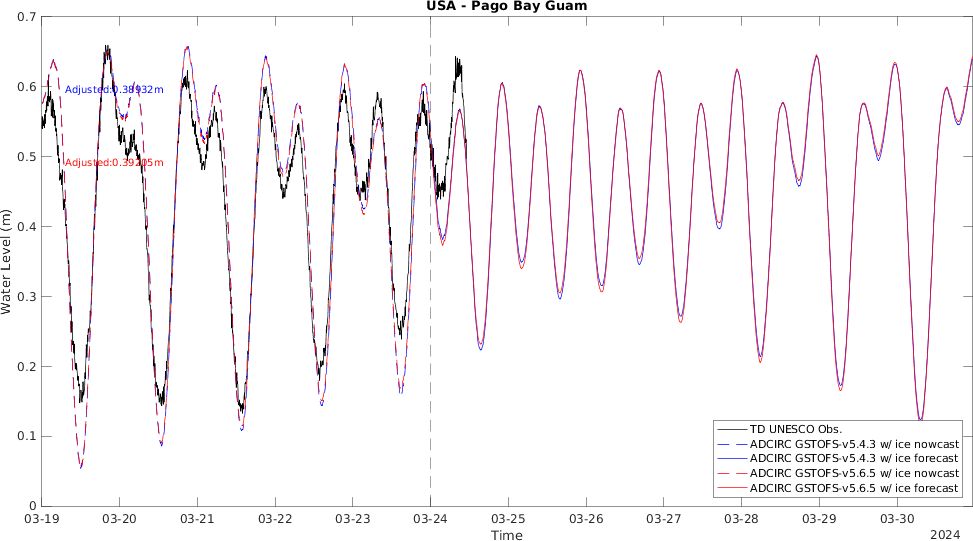 USA - Pago Bay Guam
0.7
0.6
0.5
0.4
0.3
0.2
0.1
0
Water Level (m)
Adjusted:0.38932m
Adjusted:0.39205m
TD UNESCO Obs.
ADCIRC GSTOFS-v5.4.3 w/ ice nowcast
ADCIRC GSTOFS-v5.4.3 w/ ice forecast
ADCIRC GSTOFS-v5.6.5 w/ ice nowcast
ADCIRC GSTOFS-v5.6.5 w/ ice forecast
03-19 03-20 03-21 03-22 03-23 03-24 03-25 03-26 03-27 03-28 03-29 03-30
Time
2024